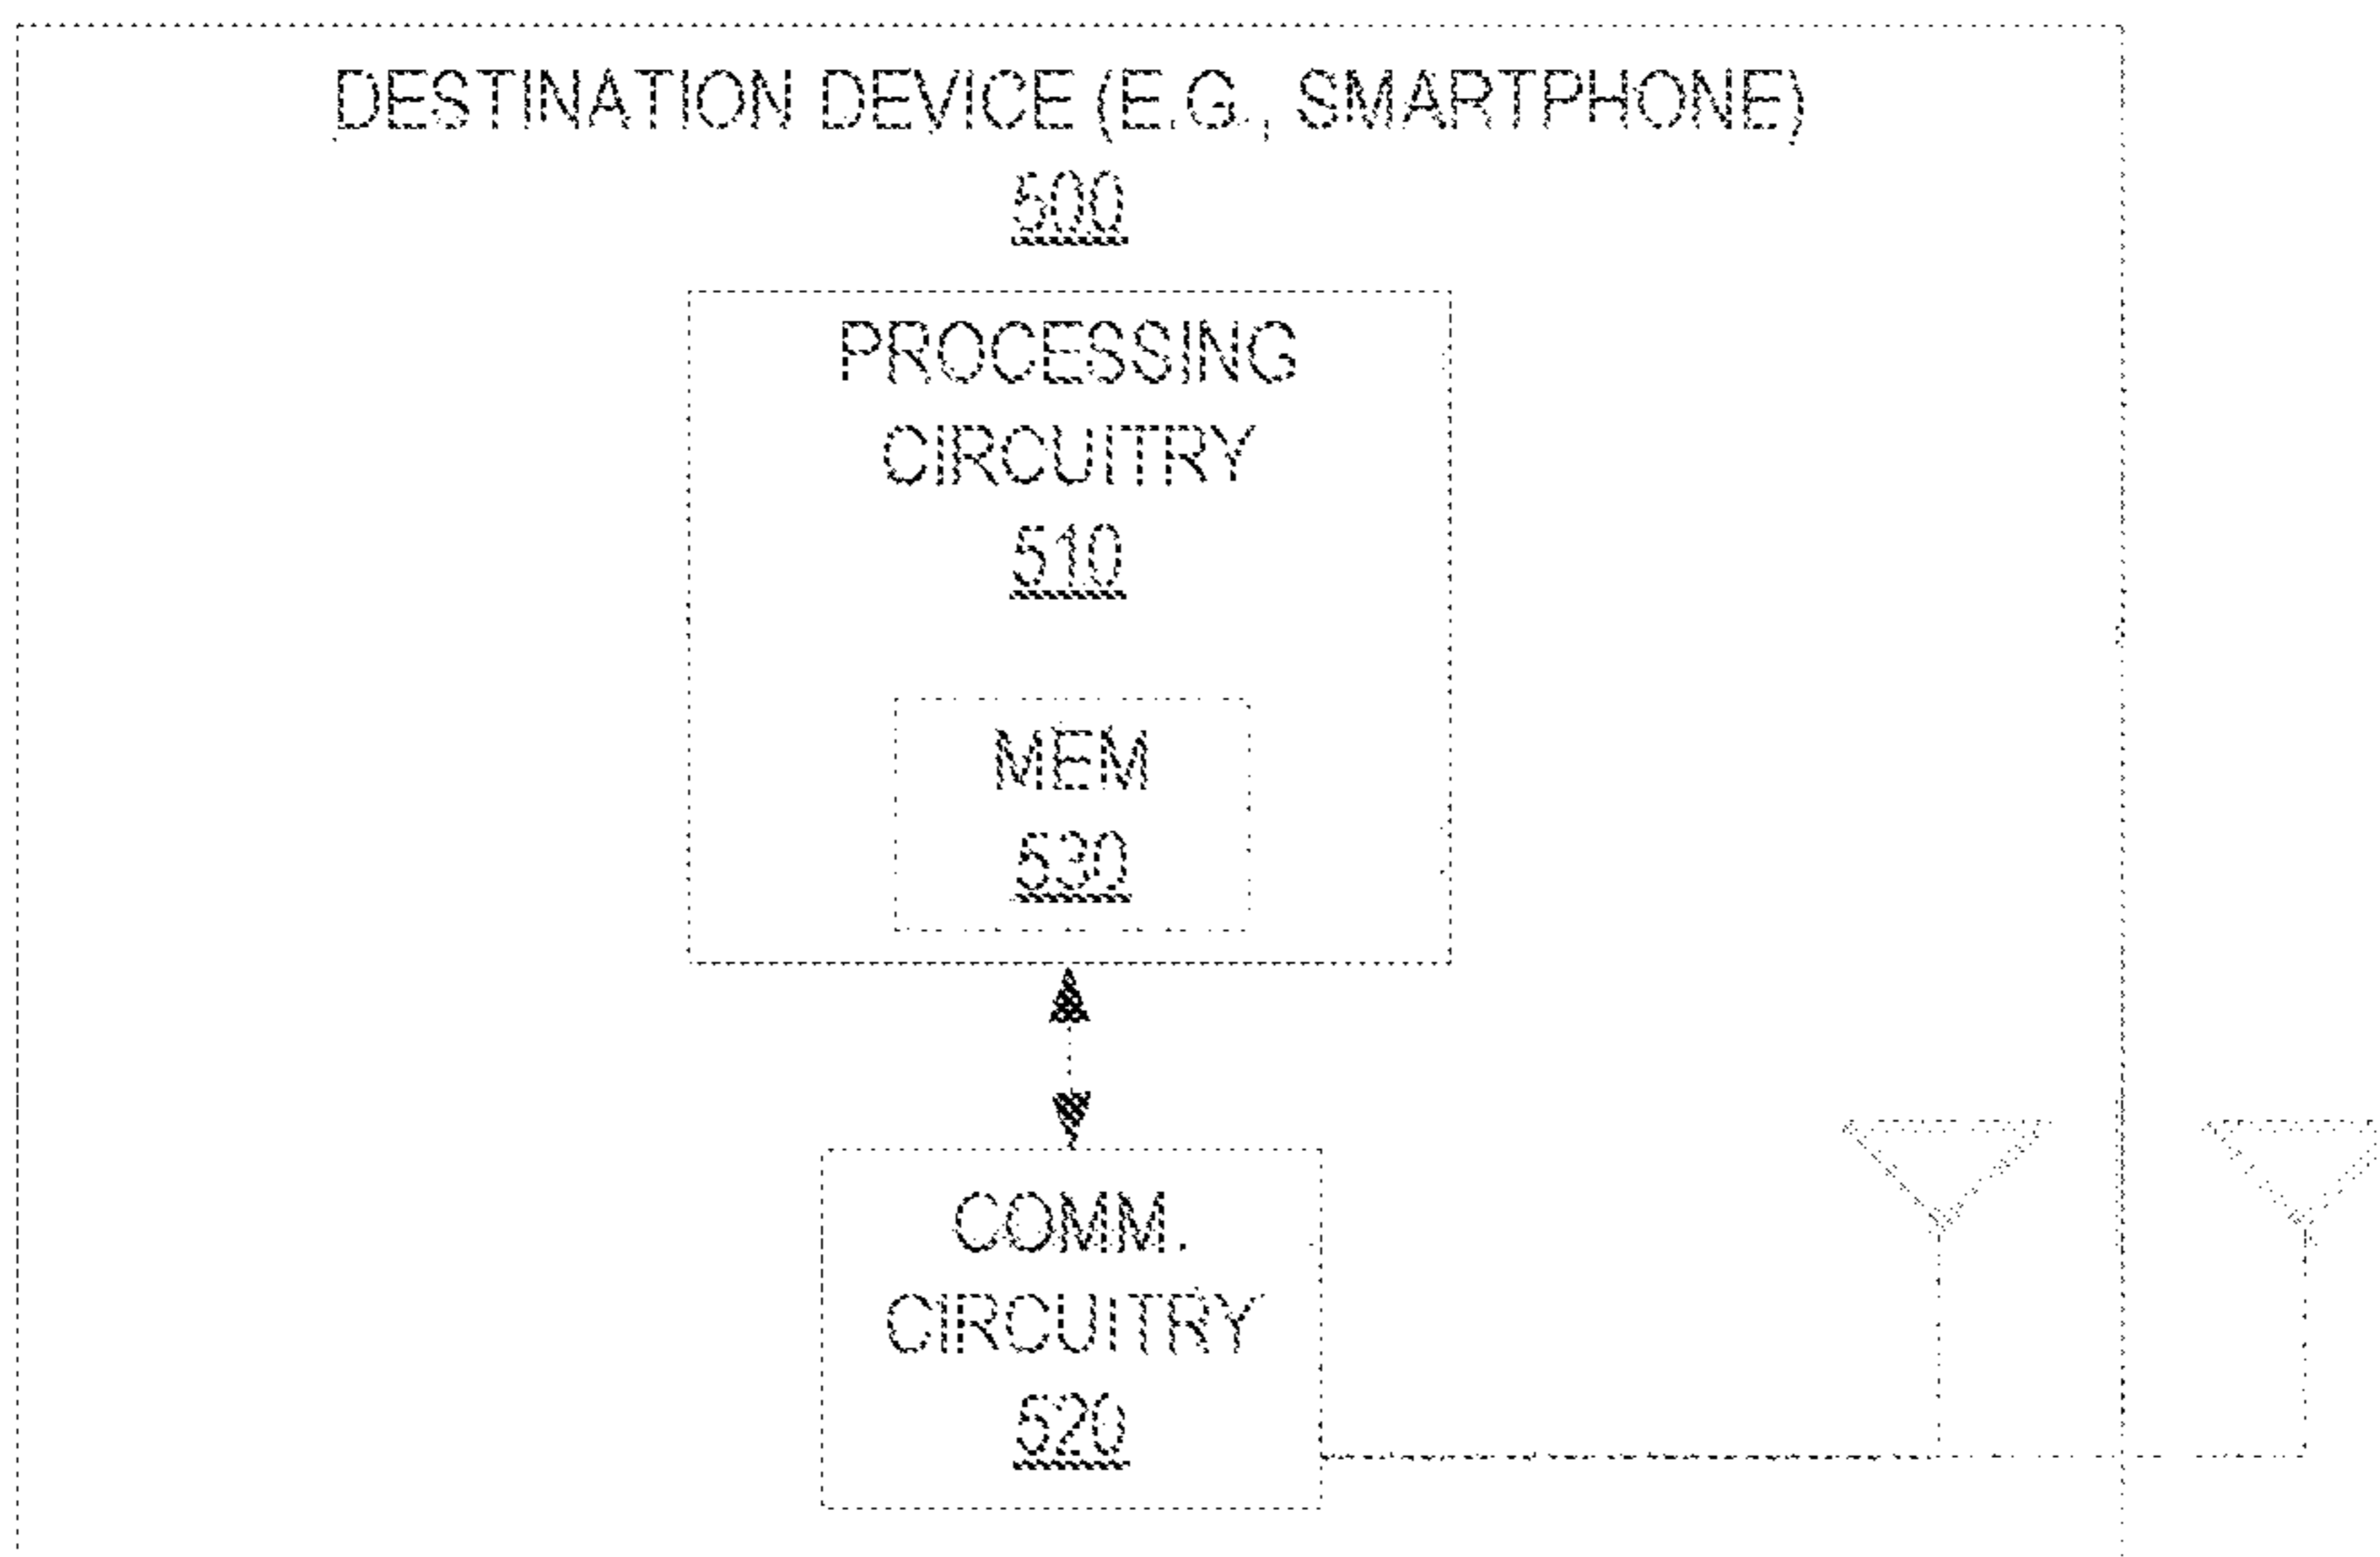 DESTINATION DEVICE (E.G., SMARTPHONE)
500
PROCESSING
CIRCUITRY
510
MEM
530
COMM.
CIRCUITRY
520